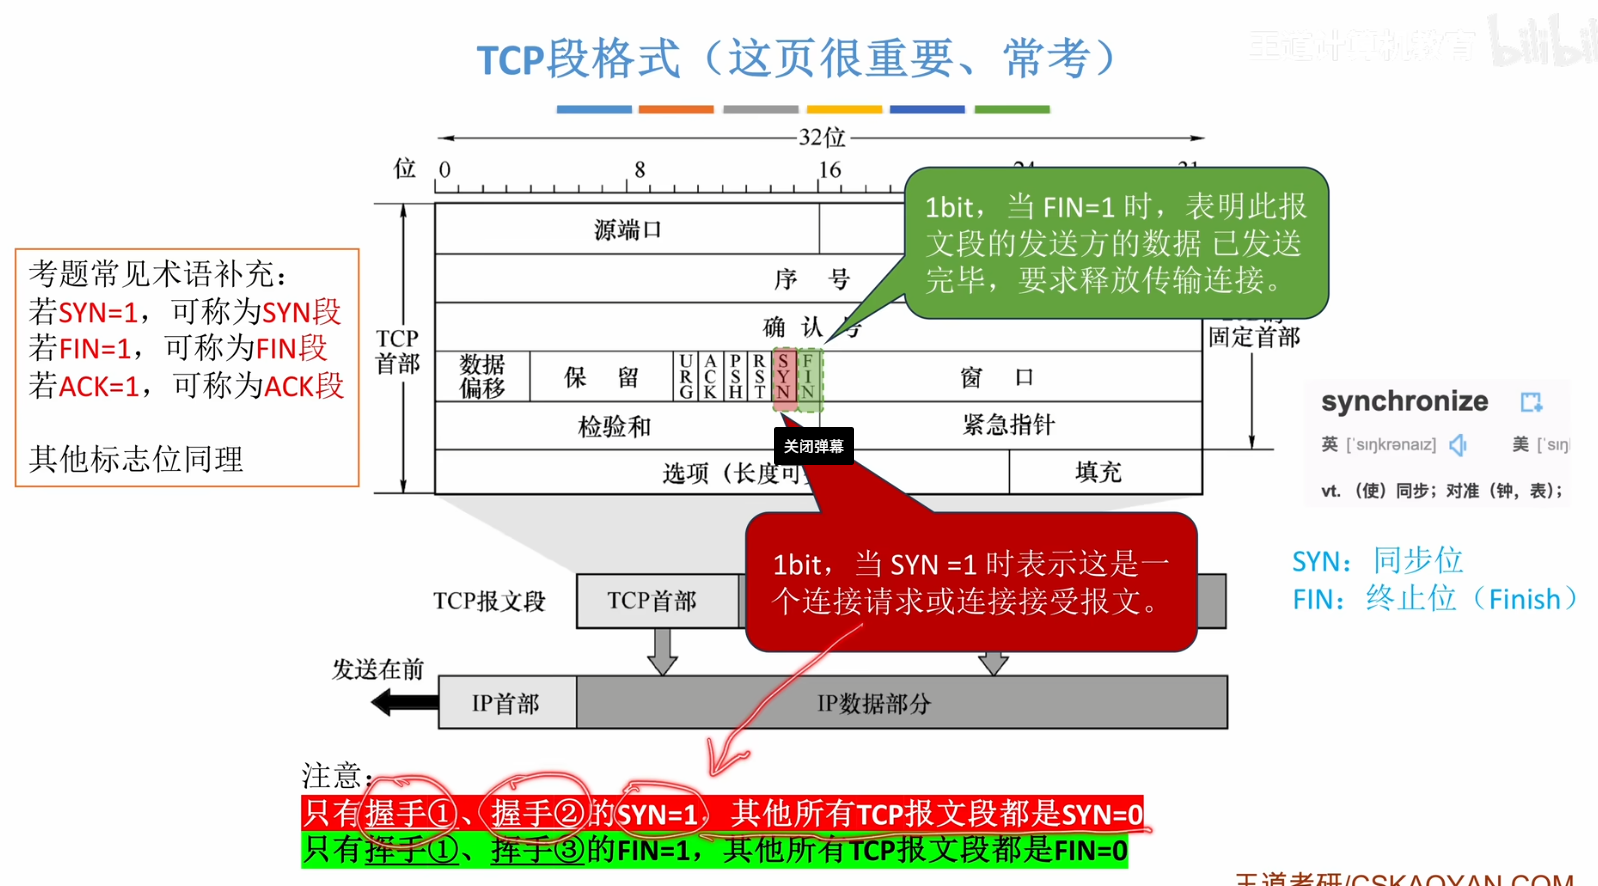 TCP段格式（这页很重要、常考）
王道计算机教育 bilibili
32位
位 0 8 16 24 31
源端口
序 号
确 认 号
TCP
首部
数据
偏移
保 留
URG
ACK
PSH
RST
SYN
FIN
窗 口
检验和
紧急指针
选项（长度可
填充
固定首部
1bit，当 FIN=1 时，表明此报
文段的发送方的数据 已发送
完毕，要求释放传输连接。
考题常见术语补充：
若SYN=1，可称为SYN段
若FIN=1，可称为FIN段
若ACK=1，可称为ACK段
其他标志位同理
关闭弹幕
synchronize
英 [ˈsɪŋkrənaɪz] 美 [ˈsɪŋ
vt. （使）同步；对准（钟，表）；
1bit，当 SYN =1 时表示这是一
个连接请求或连接接受报文。
SYN：同步位
FIN：终止位（Finish）
TCP报文段
TCP首部
发送在前
IP首部
IP数据部分
注意：
只有握手①、握手②的SYN=1，其他所有TCP报文段都是SYN=0
只有挥手①、挥手③的FIN=1，其他所有TCP报文段都是FIN=0
王道考研/CSKAOYAN.COM